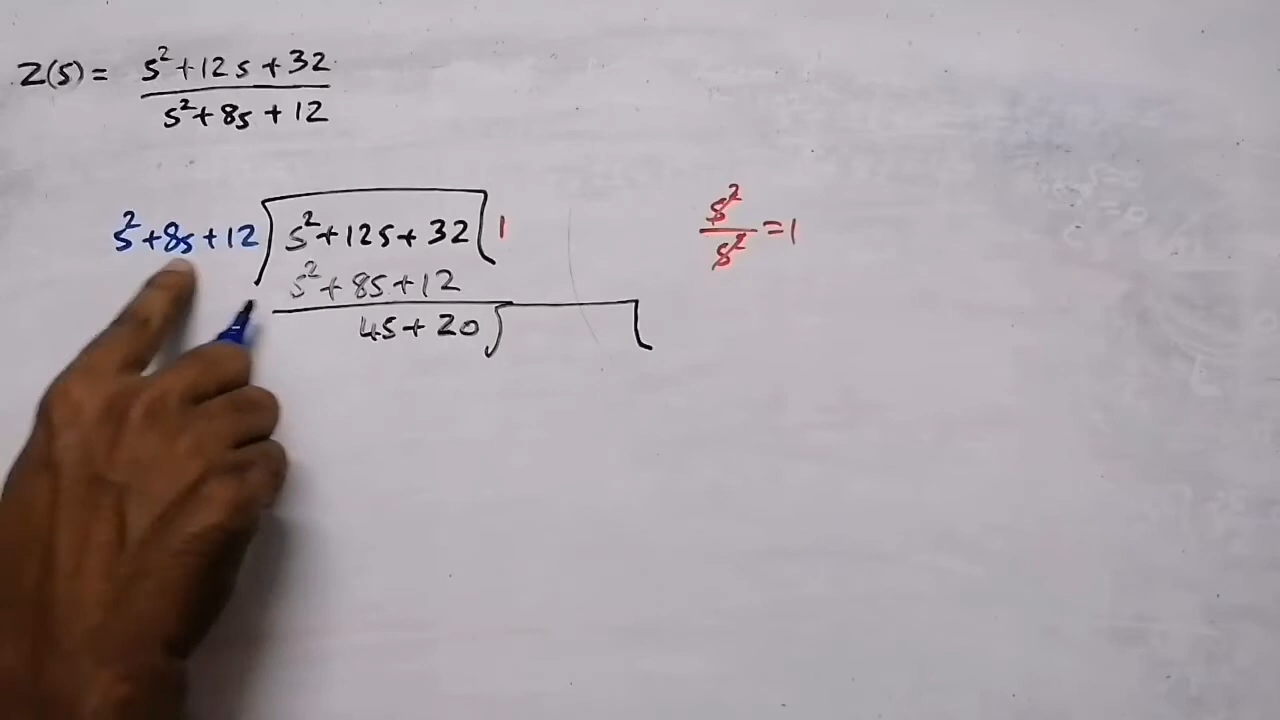 Z(s) = s²+12s+32
s²+8s+12
s²+8s+12 s²+12s+32 1
s²+8s+12
4s+20
s²
s² =1